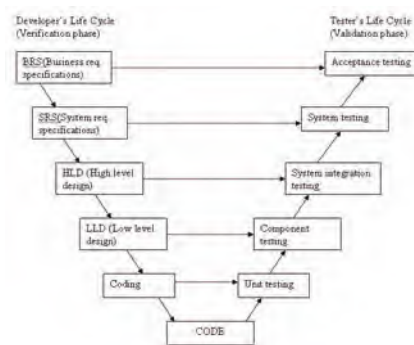 Developer's Life Cycle
(Verification phase)
Tester's Life Cycle
(Validation phase)
BRS(Business req.
specifications)
Acceptance testing
SRS(System req.
specifications)
System testing
HLD (High level
design)
System integration
testing
LLD (Low level
design)
Component
testing
Coding
Unit testing
CODE